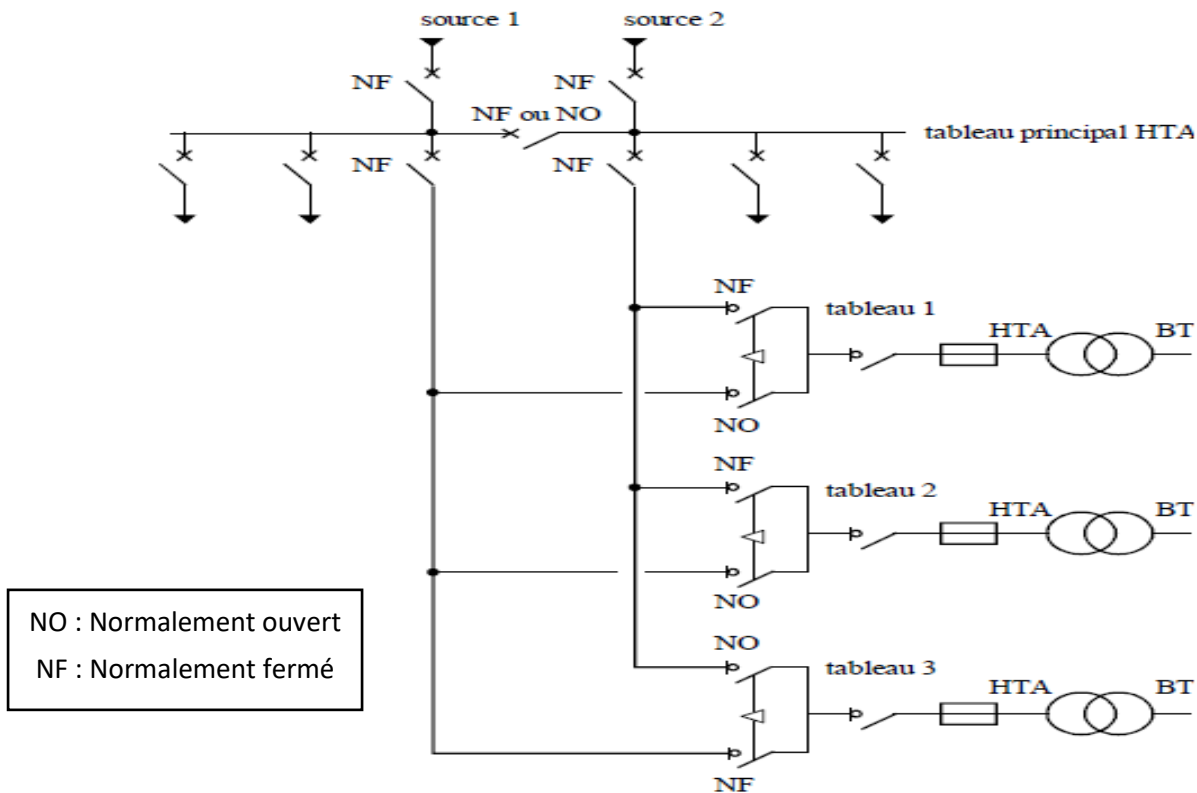 source 1
source 2
NF
NF
NF ou NO
tableau principal HTA
NF
NF
NF
tableau 1
HTA
BT
NO
NF
tableau 2
HTA
BT
NO
NO : Normalement ouvert
NF : Normalement fermé
NO
tableau 3
HTA
BT
NF